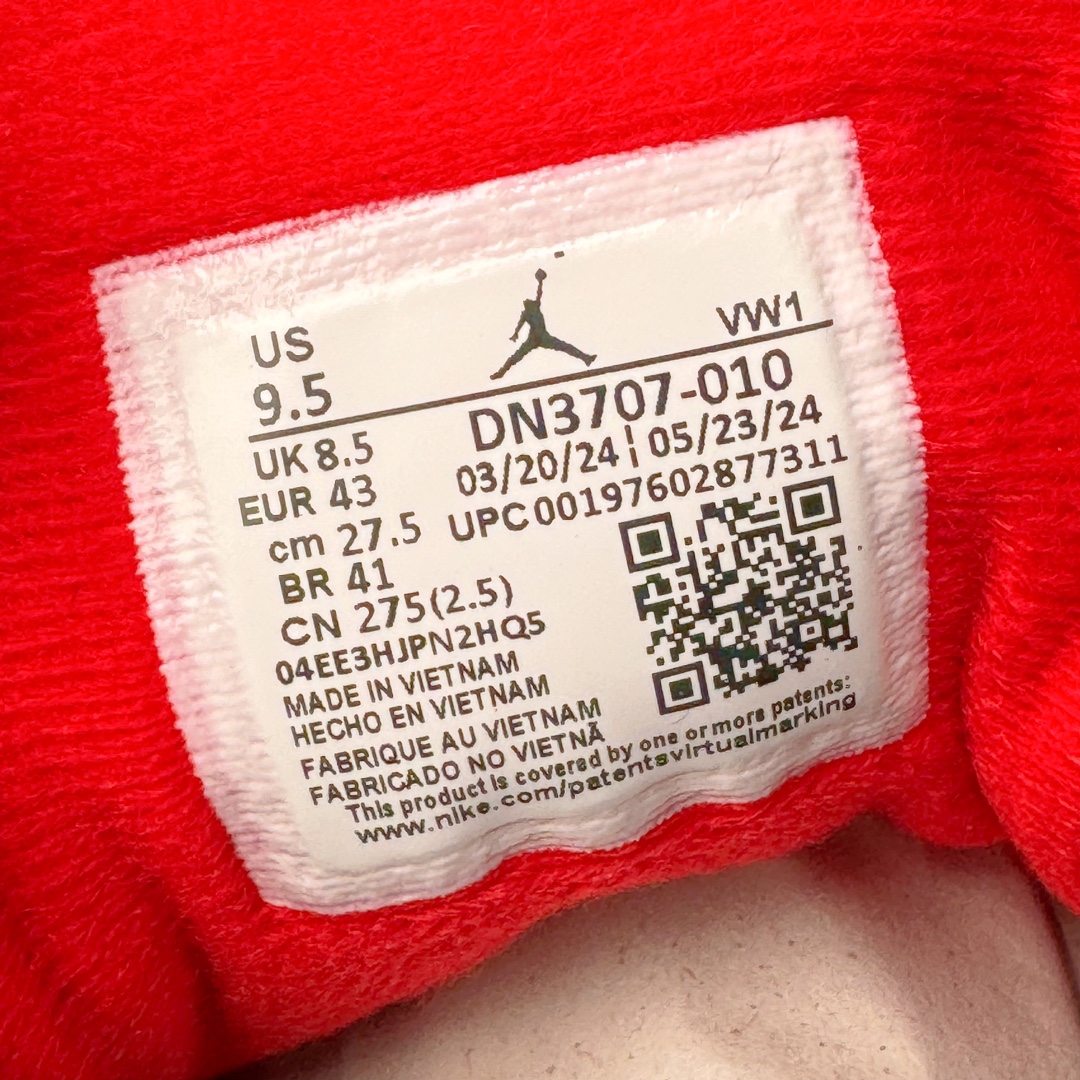 US
9.5
VW1
UK 8.5
EUR 43
cm 27.5
BR 41
CN 275(2.5)
DN3707-010
03/20/24 | 05/23/24
UPC 00197602877311
04EE3HJPN2HQ5
MADE IN VIETNAM
HECHO EN VIETNAM
FABRIQUE AU VIETNAM
FABRICADO NO VIETNÃ
This product is covered by one or more patents:
www.nike.com/patentsvirtualmarking